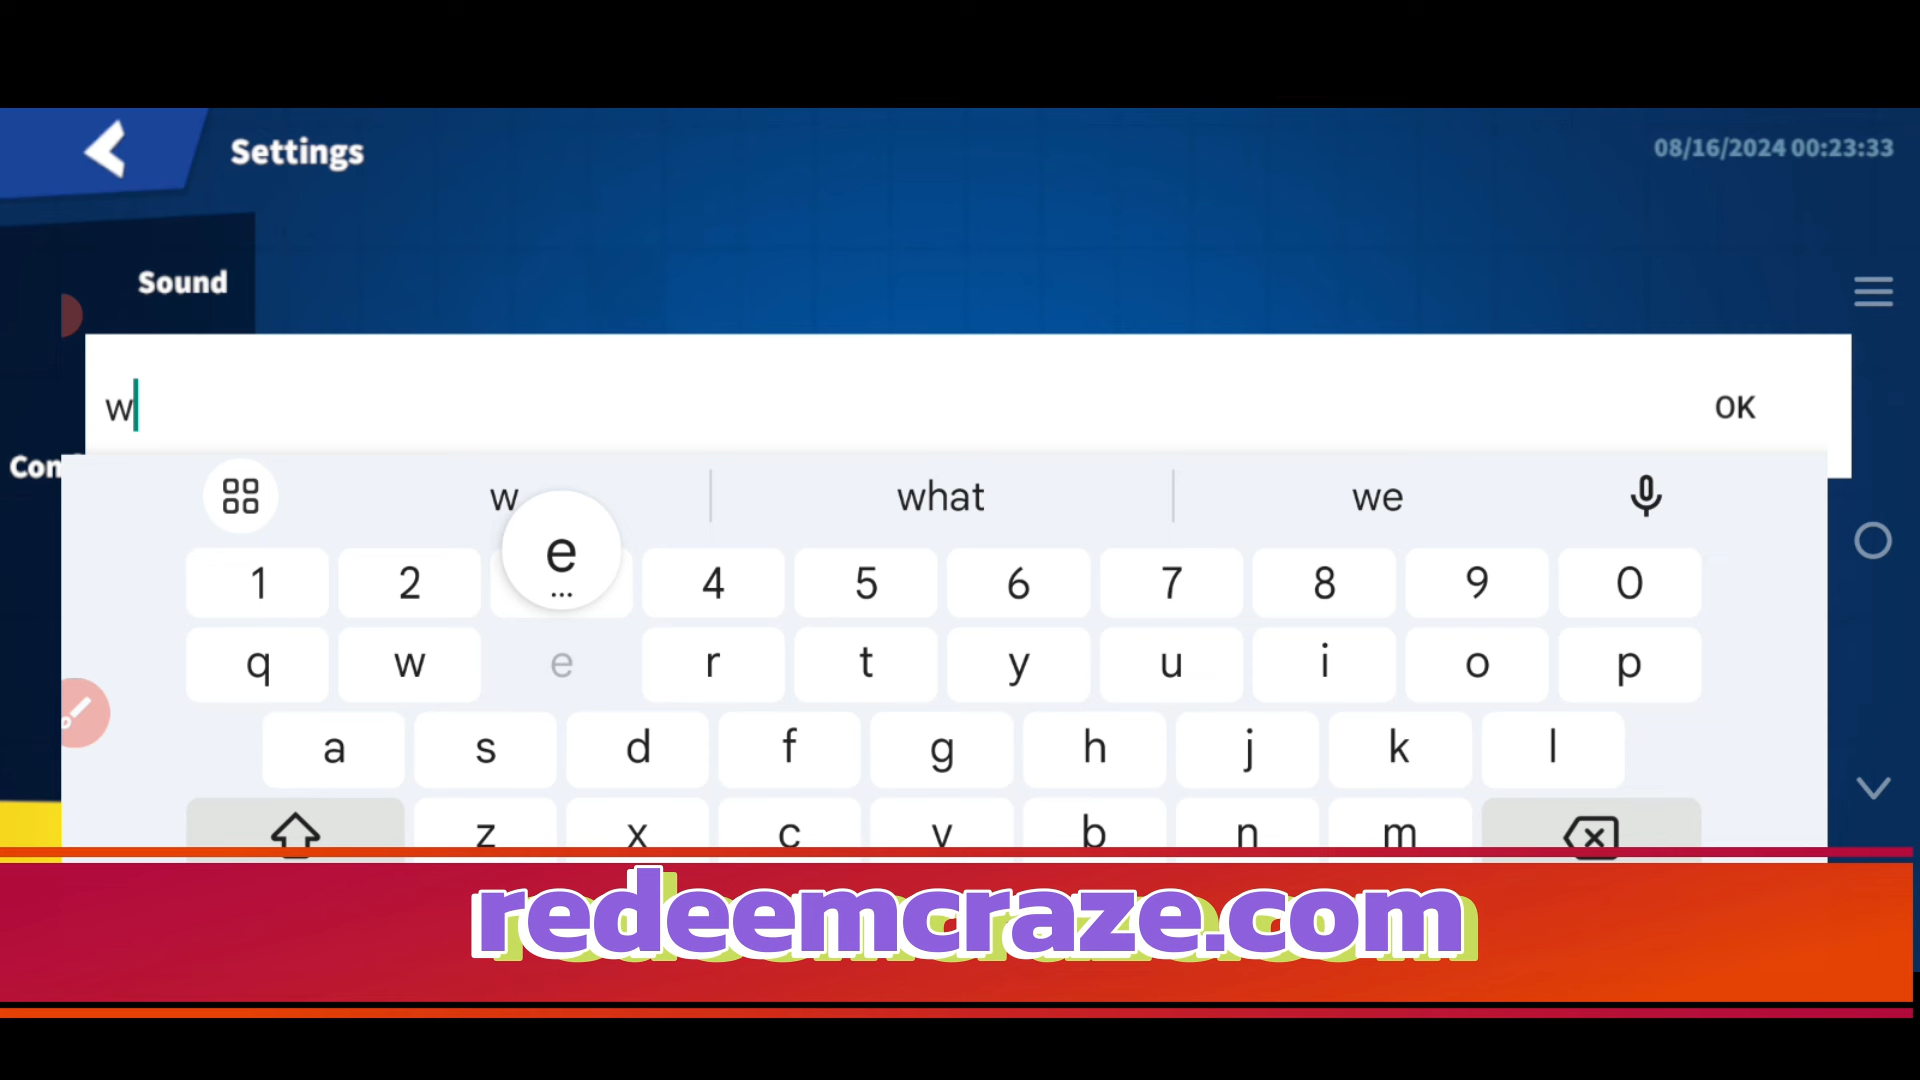 Settings
08/16/2024 00:23:33
Sound
w
OK
Con
w
what
we
e
...
1 2 4 5 6 7 8 9 0
q w e r t y u i o p
a s d f g h j k l
z x c v b n m
redeemcraze.com